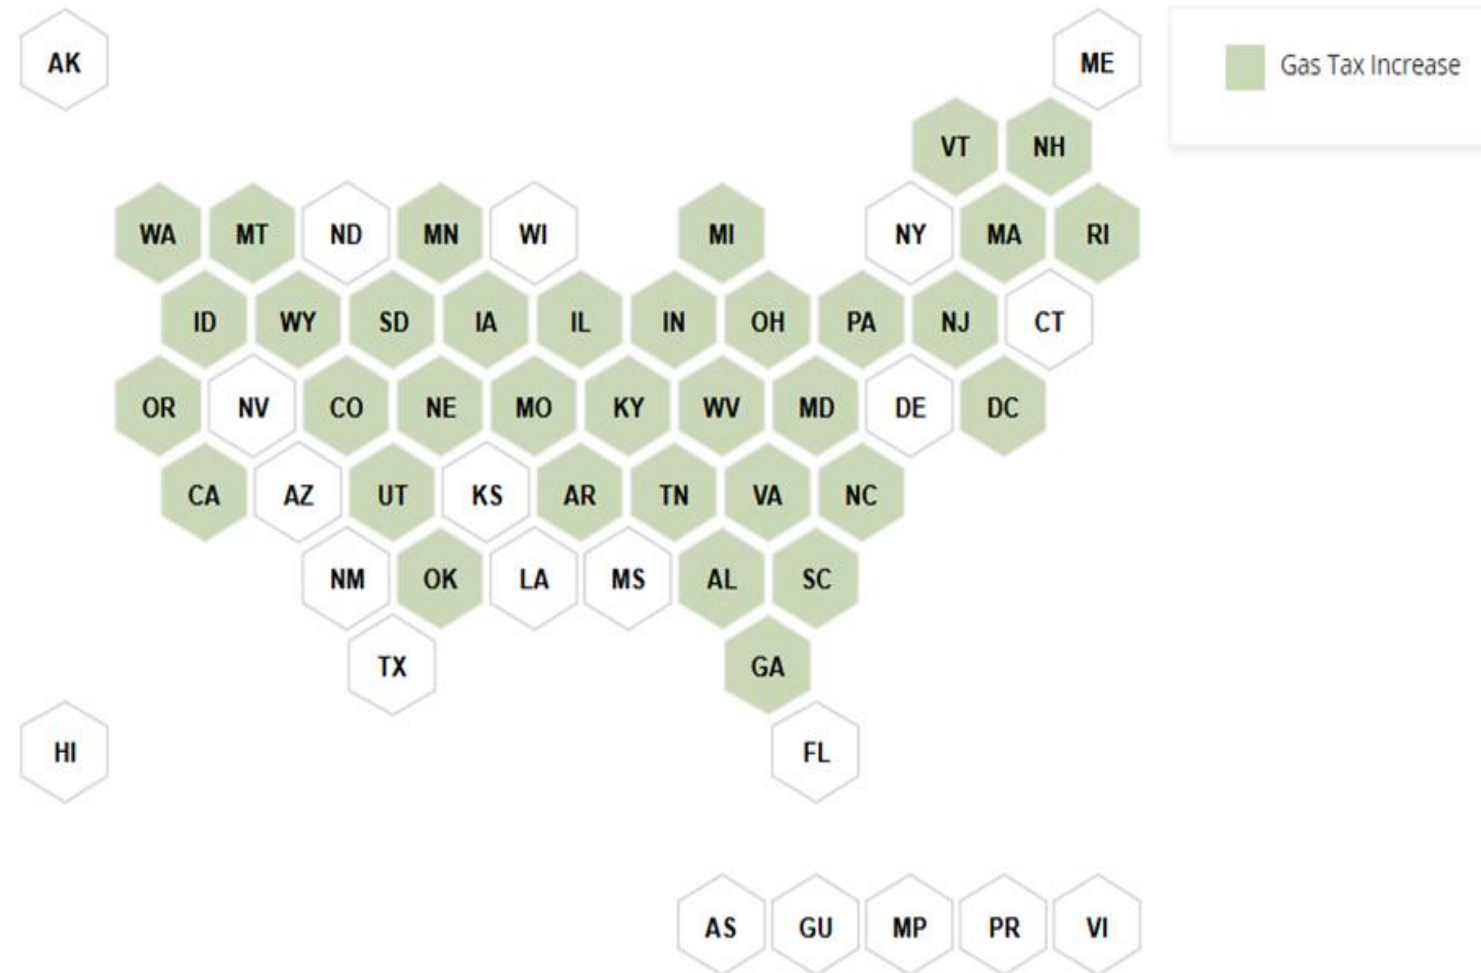 AK
ME
Gas Tax Increase
VT NH
WA MT ND MN WI MI NY MA RI
ID WY SD IA IL IN OH PA NJ CT
OR NV CO NE MO KY WV MD DE DC
CA AZ UT KS AR TN VA NC
NM OK LA MS AL SC
TX GA
HI FL
AS GU MP PR VI